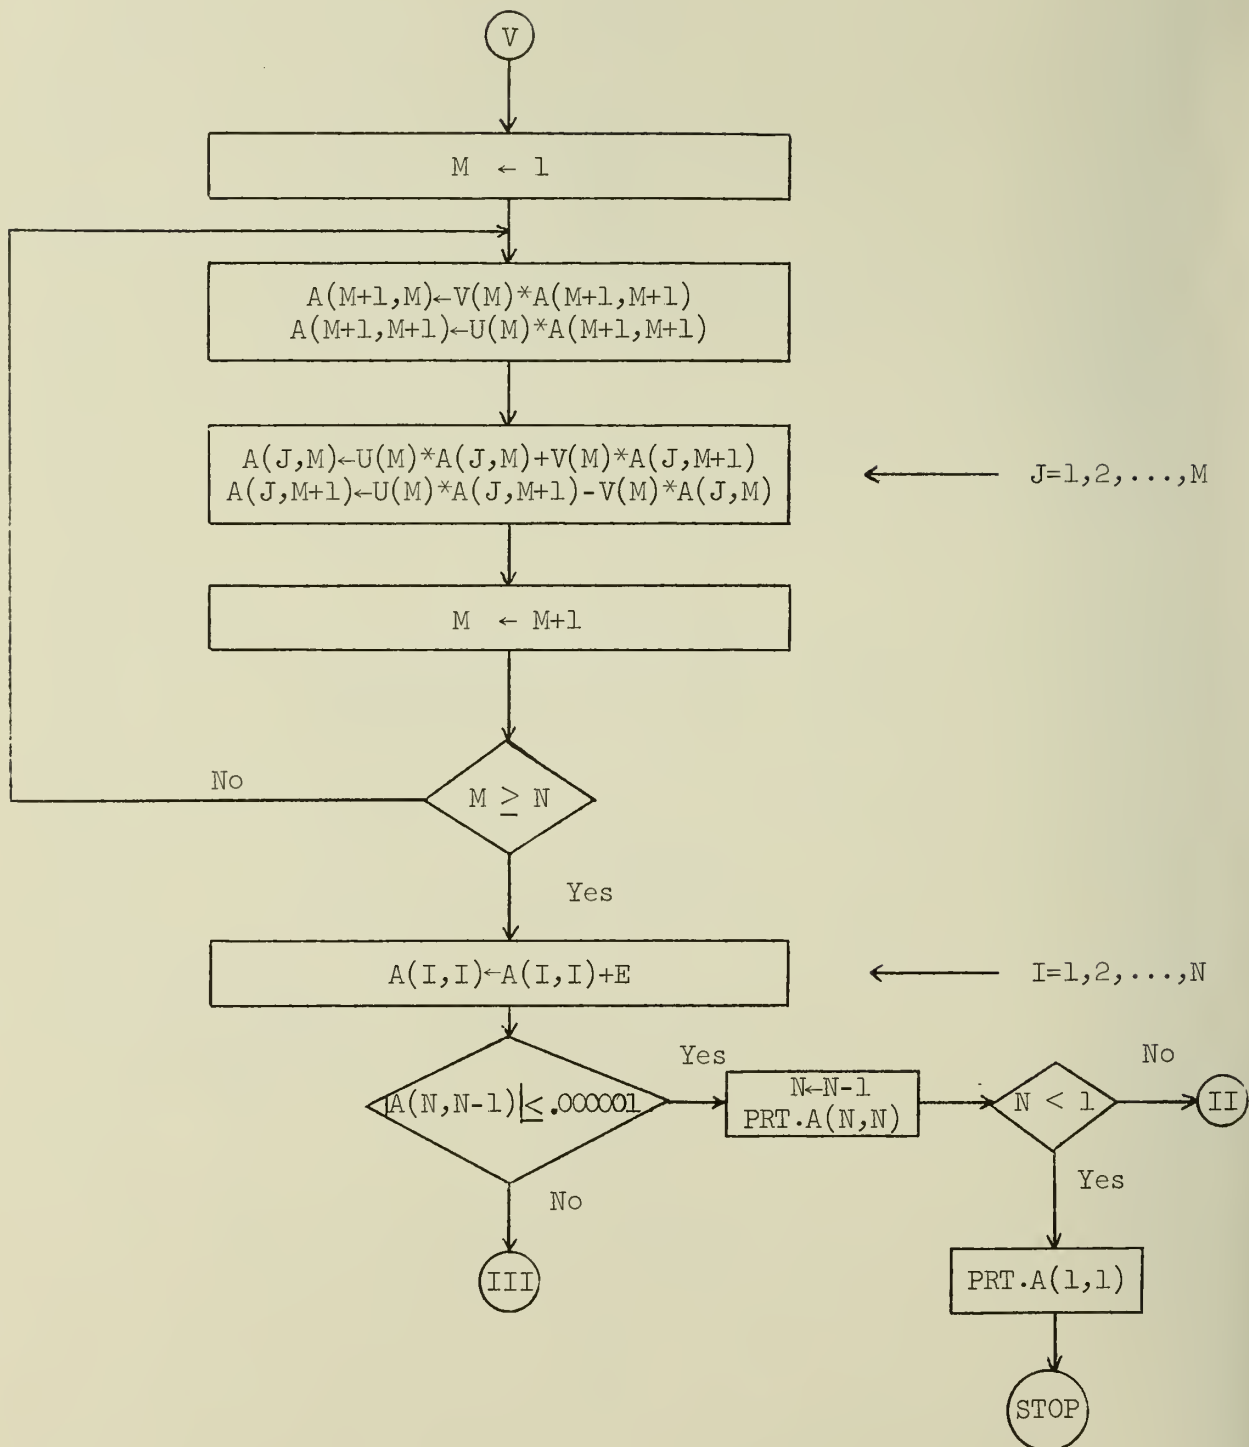 V
M ← 1
A(M+1,M)←V(M)*A(M+1,M+1)
A(M+1,M+1)←U(M)*A(M+1,M+1)
A(J,M)←U(M)*A(J,M)+V(M)*A(J,M+1)
A(J,M+1)←U(M)*A(J,M+1)-V(M)*A(J,M)
J=1,2,...,M
M ← M+1
No
M ≥ N
Yes
A(I,I)←A(I,I)+E
I=1,2,...,N
|A(N,N-1)|≤.000001
Yes
N←N-1
PRT.A(N,N)
N < 1
No
II
No
Yes
III
PRT.A(1,1)
STOP